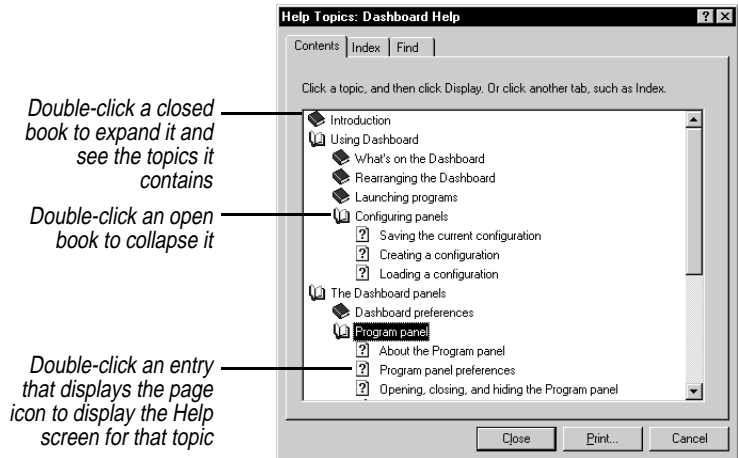 Help Topics: Dashboard Help
Contents Index Find
Click a topic, and then click Display. Or click another tab, such as Index.
Double-click a closed
book to expand it and
see the topics it
contains
Double-click an open
book to collapse it
Double-click an entry
that displays the page
icon to display the Help
screen for that topic
Introduction
Using Dashboard
What's on the Dashboard
Rearranging the Dashboard
Launching programs
Configuring panels
Saving the current configuration
Creating a configuration
Loading a configuration
The Dashboard panels
Dashboard preferences
Program panel
About the Program panel
Program panel preferences
Opening, closing, and hiding the Program panel
Close Print... Cancel